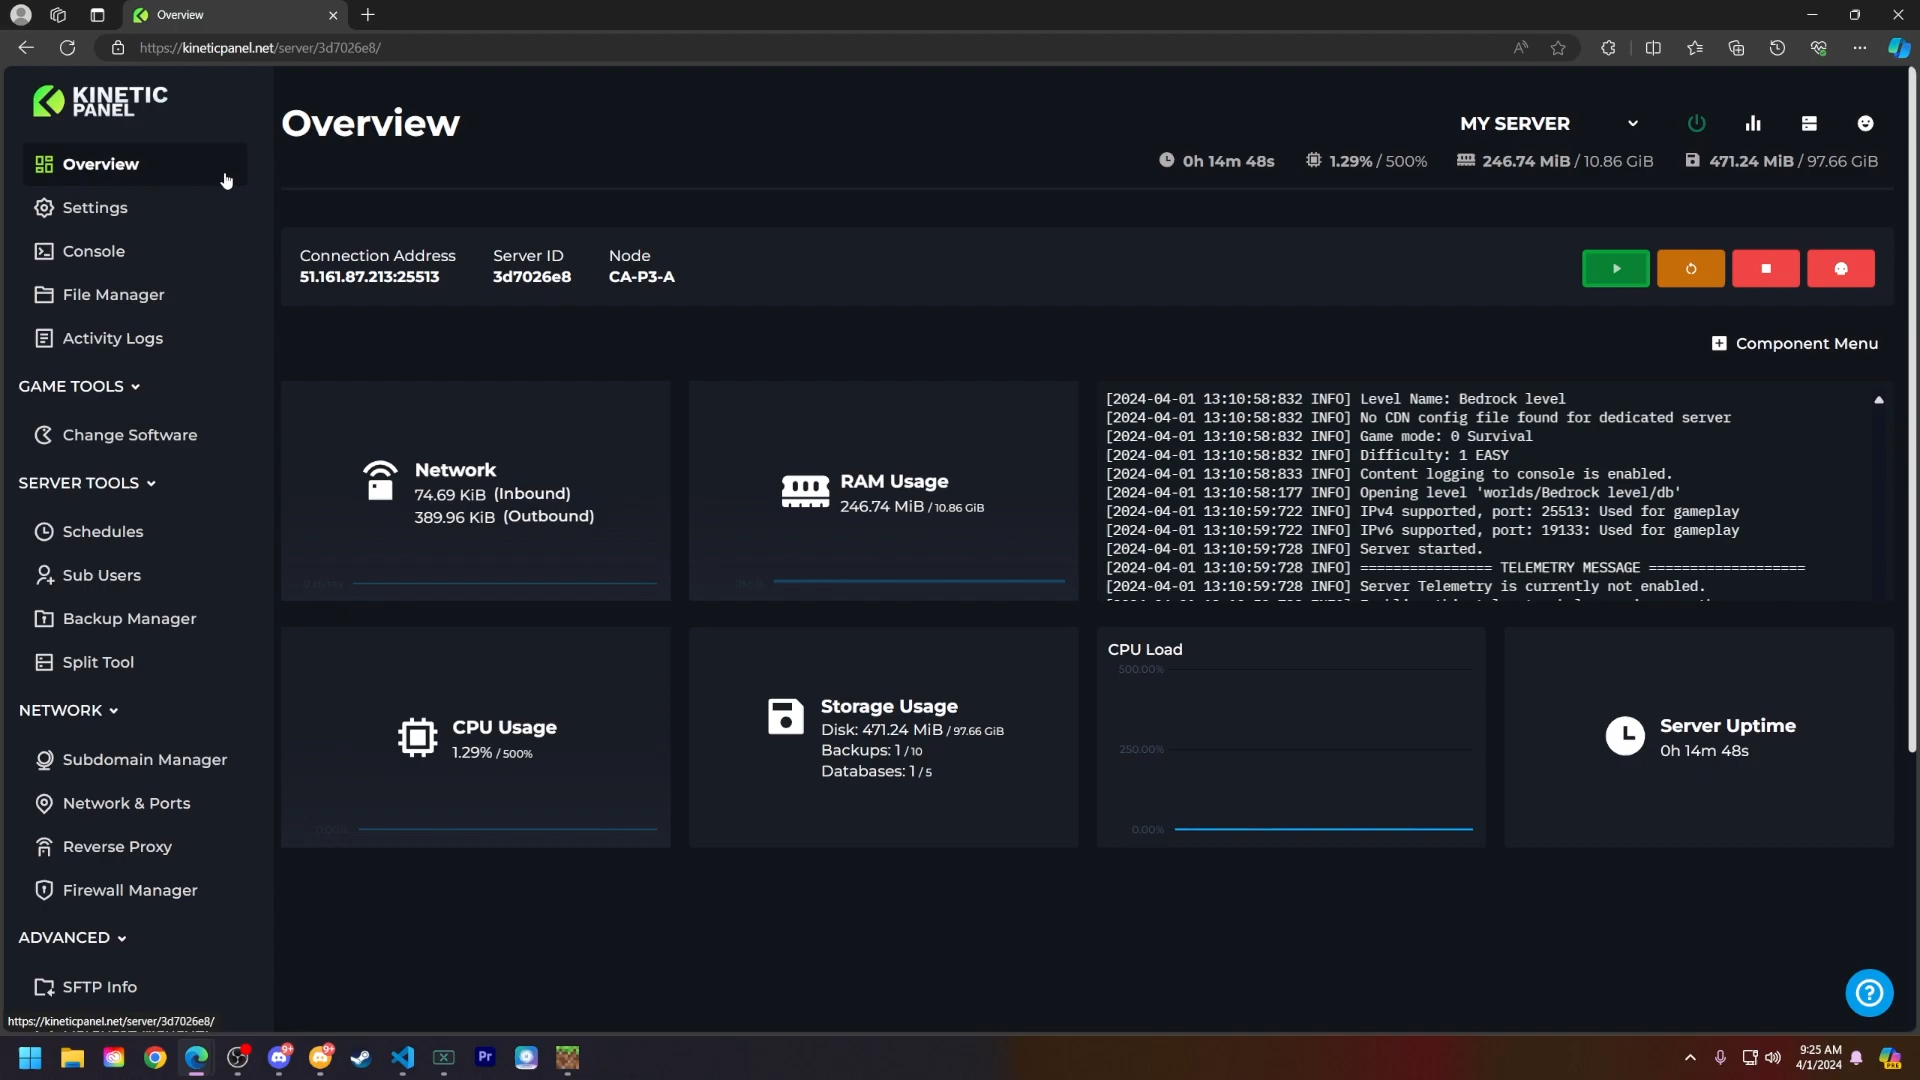 Overview
https://kineticpanel.net/server/3d7026e8/
KINETIC
PANEL
Overview
Settings
Console
File Manager
Activity Logs
GAME TOOLS
Change Software
SERVER TOOLS
Schedules
Sub Users
Backup Manager
Split Tool
NETWORK
Subdomain Manager
Network & Ports
Reverse Proxy
Firewall Manager
ADVANCED
SFTP Info
https://kineticpanel.net/server/3d7026e8/
Overview
MY SERVER
0h 14m 48s
1.29% / 500%
246.74 MiB / 10.86 GiB
471.24 MiB / 97.66 GiB
Connection Address
51.161.87.213:25513
Server ID
3d7026e8
Node
CA-P3-A
Component Menu
Network
74.69 KiB (Inbound)
389.96 KiB (Outbound)
RAM Usage
246.74 MiB / 10.86 GiB
[2024-04-01 13:10:58:832 INFO] Level Name: Bedrock level
[2024-04-01 13:10:58:832 INFO] No CDN config file found for dedicated server
[2024-04-01 13:10:58:832 INFO] Game mode: 0 Survival
[2024-04-01 13:10:58:832 INFO] Difficulty: 1 EASY
[2024-04-01 13:10:58:833 INFO] Content logging to console is enabled.
[2024-04-01 13:10:58:177 INFO] Opening level 'worlds/Bedrock level/db'
[2024-04-01 13:10:59:722 INFO] IPv4 supported, port: 25513: Used for gameplay
[2024-04-01 13:10:59:722 INFO] IPv6 supported, port: 19133: Used for gameplay
[2024-04-01 13:10:59:728 INFO] Server started.
[2024-04-01 13:10:59:728 INFO] ================ TELEMETRY MESSAGE ===================
[2024-04-01 13:10:59:728 INFO] Server Telemetry is currently not enabled.
CPU Usage
1.29% / 500%
0.00%
Storage Usage
Disk: 471.24 MiB / 97.66 GiB
Backups: 1 / 10
Databases: 1 / 5
CPU Load
500.00%
250.00%
0.00%
Server Uptime
0h 14m 48s
9:25 AM
4/1/2024